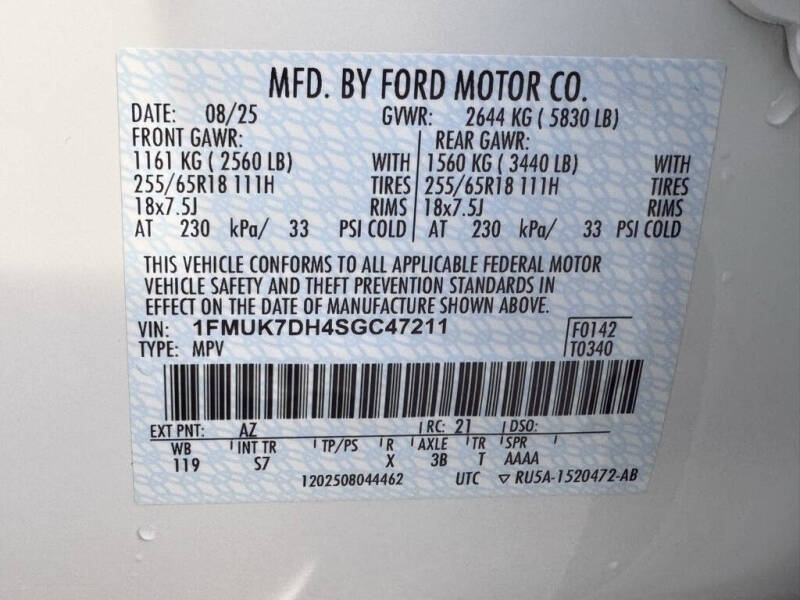 MFD. BY FORD MOTOR CO.
DATE: 08/25 GVWR: 2644 KG ( 5830 LB)
FRONT GAWR: REAR GAWR:
1161 KG ( 2560 LB) WITH 1560 KG ( 3440 LB) WITH
255/65R18 111H TIRES 255/65R18 111H TIRES
18x7.5J RIMS 18x7.5J RIMS
AT 230 kPa/ 33 PSI COLD AT 230 kPa/ 33 PSI COLD
THIS VEHICLE CONFORMS TO ALL APPLICABLE FEDERAL MOTOR
VEHICLE SAFETY AND THEFT PREVENTION STANDARDS IN
EFFECT ON THE DATE OF MANUFACTURE SHOWN ABOVE.
VIN: 1FMUK7DH4SGC47211 F0142
TYPE: MPV T0340
EXT PNT: AZ RC: 21 DSO:
WB INT TR TP/PS R AXLE TR SPR
119 S7 X 3B T AAAA
1202508044462 UTC ▽ RU5A-1520472-AB